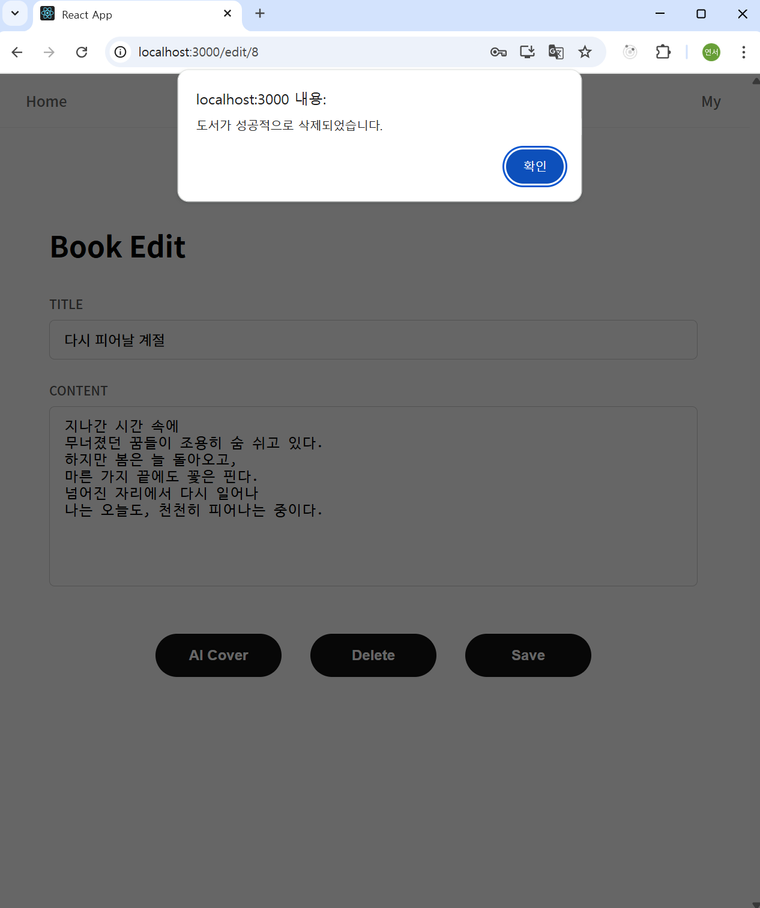 React App
localhost:3000/edit/8
연서
localhost:3000 내용:
도서가 성공적으로 삭제되었습니다.
확인
Home
My
Book Edit
TITLE
다시 피어날 계절
CONTENT
지나간 시간 속에
무너졌던 꿈들이 조용히 숨 쉬고 있다.
하지만 봄은 늘 돌아오고,
마른 가지 끝에도 꽃은 핀다.
넘어진 자리에서 다시 일어나
나는 오늘도, 천천히 피어나는 중이다.
AI Cover
Delete
Save